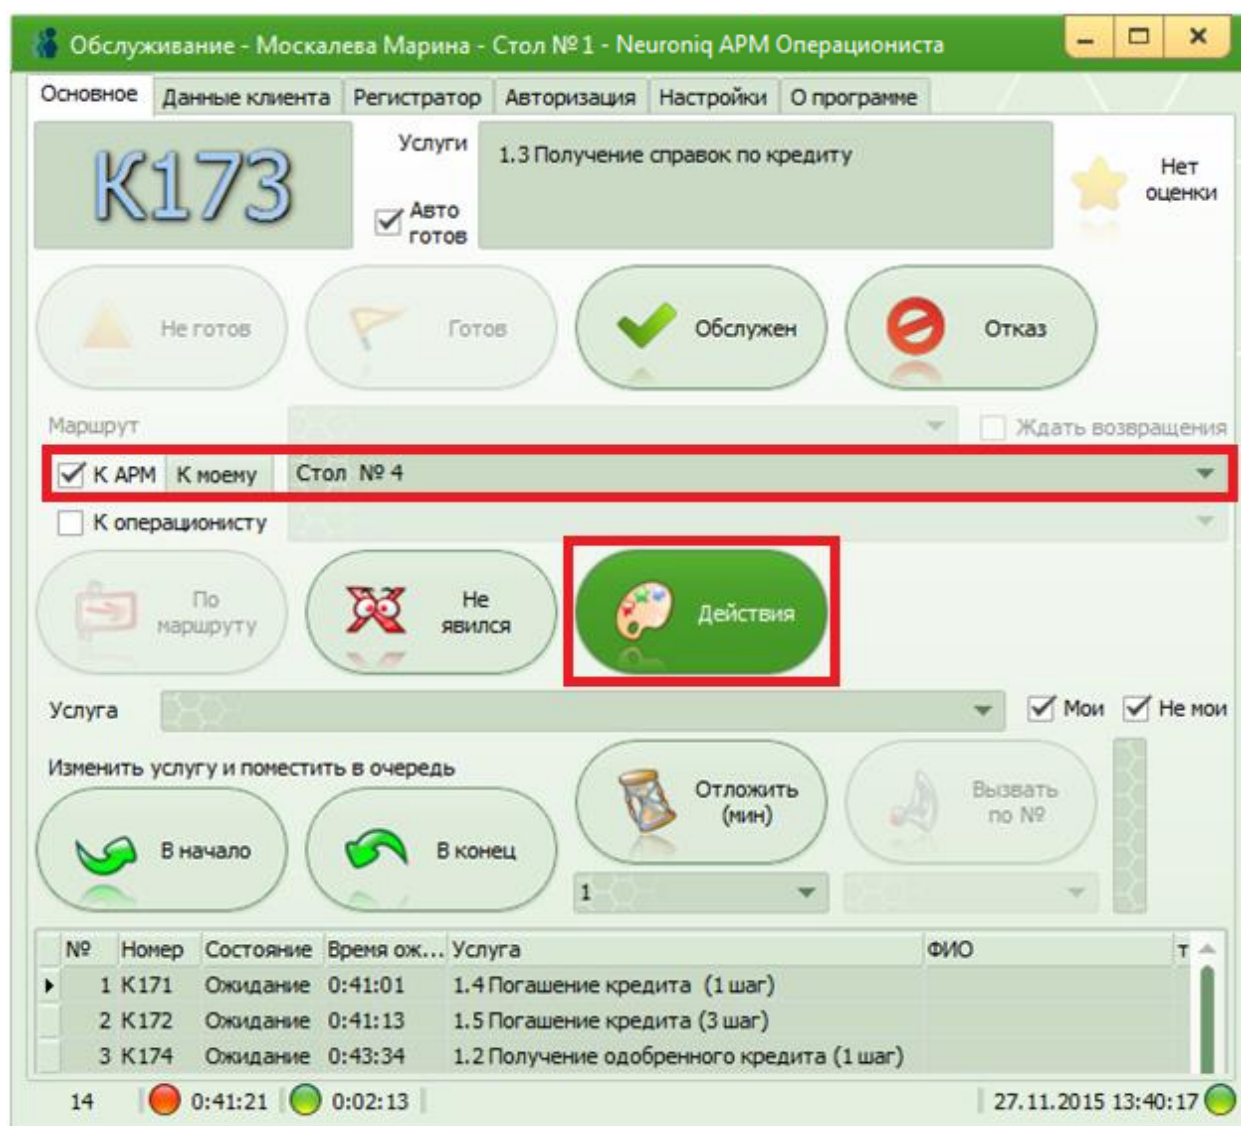 Обслуживание - Москалева Марина - Стол №1 - Neuroniq АРМ Операциониста
Основное Данные клиента Регистратор Авторизация Настройки О программе
К173
Услуги
1.3 Получение справок по кредиту
Авто
готов
Нет
оценки
Не готов
Готов
Обслужен
Отказ
Маршрут
Ждать возвращения
К АРМ К моему Стол № 4
К операционисту
По
маршруту
Не
явился
Действия
Услуга
Мои Не мои
Изменить услугу и поместить в очередь
В начало
В конец
Отложить
(мин)
Вызвать
по №
1
№ Номер Состояние Время ож... Услуга ФИО т
1 К171 Ожидание 0:41:01 1.4 Погашение кредита (1 шаг)
2 К172 Ожидание 0:41:13 1.5 Погашение кредита (3 шаг)
3 К174 Ожидание 0:43:34 1.2 Получение одобренного кредита (1 шаг)
14 0:41:21 0:02:13 27.11.2015 13:40:17